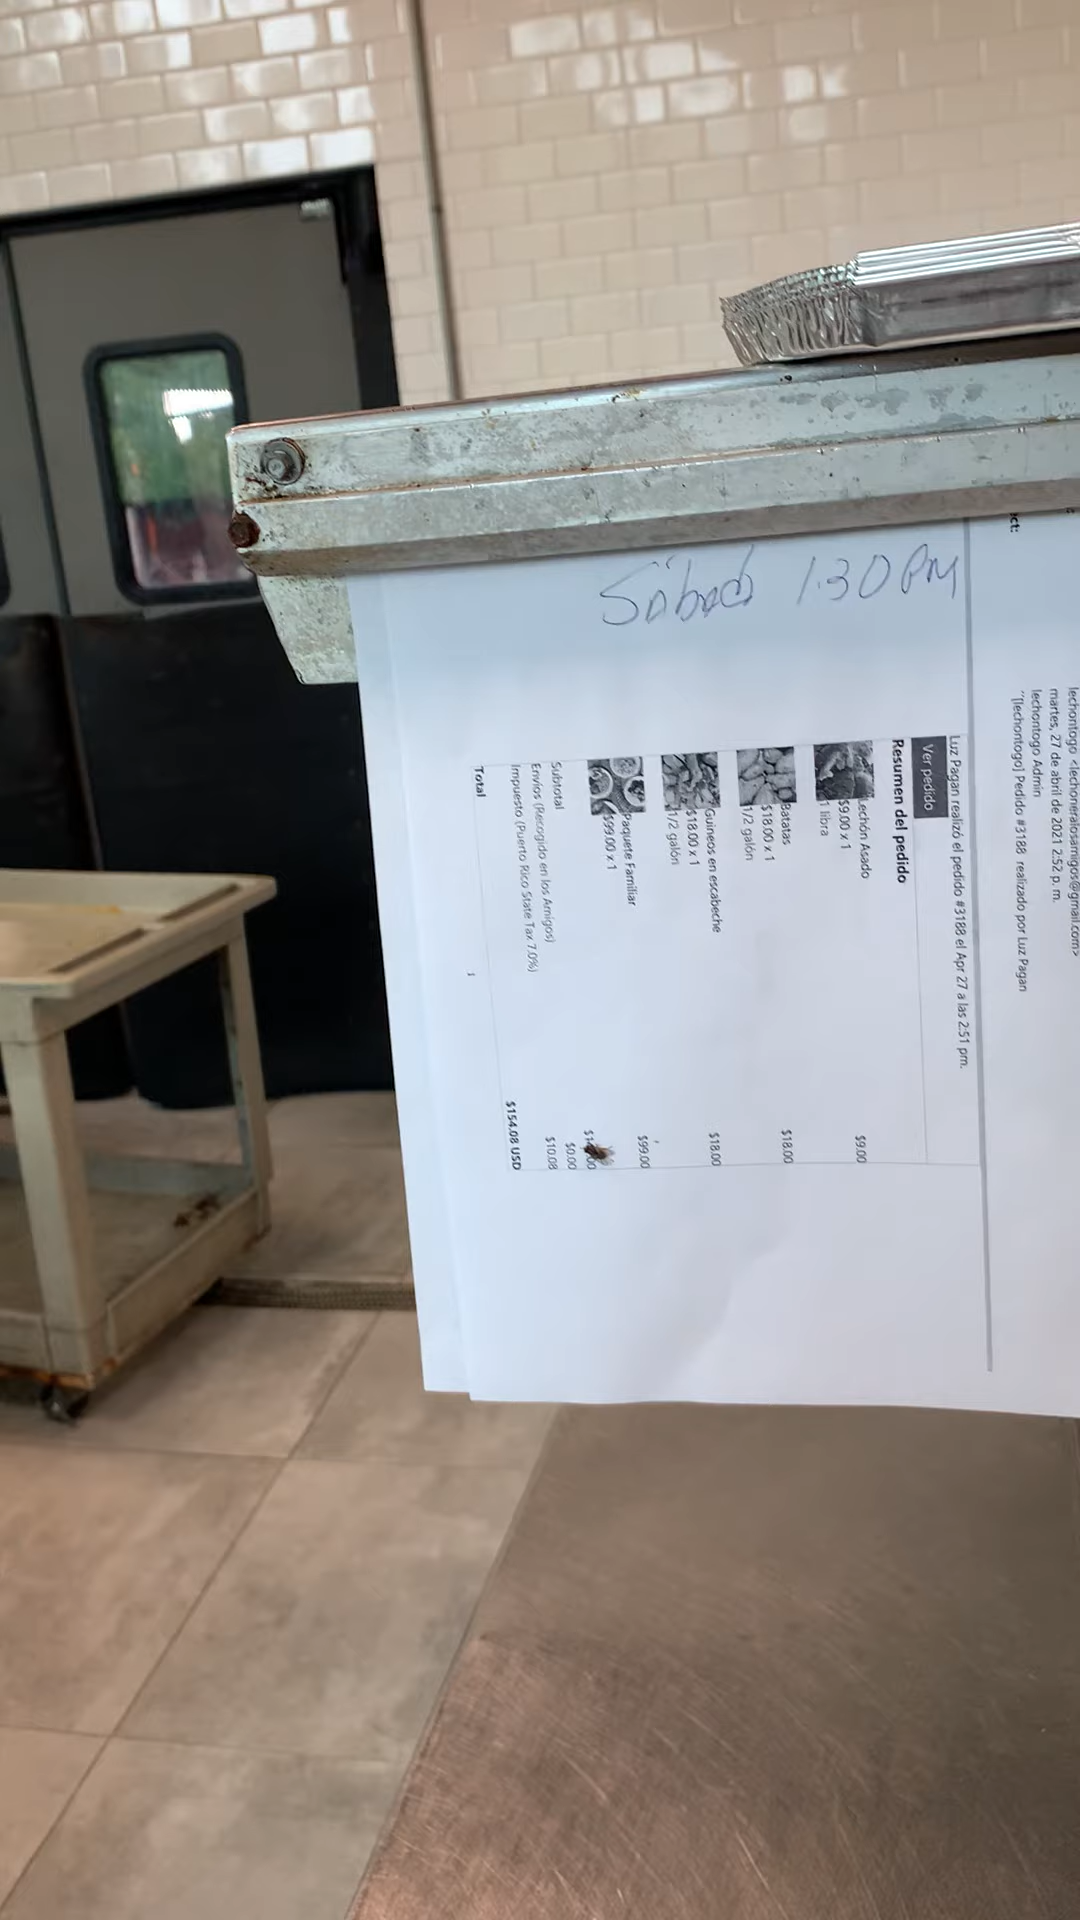 Sábado 1:30 PM
ct:
lechontogo <lechoneralosamigos@gmail.com>
martes, 27 de abril de 2021 2:52 p. m.
lechontogo Admin
"[lechontogo] Pedido #3188 realizado por Luz Pagan
Luz Pagan realizó el pedido #3188 el Apr 27 a las 2:51 pm.
Ver pedido
Resumen del pedido
Lechón Asado
$9.00 x 1 $9.00
1 libra
Batatas
$18.00 x 1 $18.00
1/2 galón
Guineos en escabeche
$18.00 x 1 $18.00
1/2 galón
Paquete Familiar
$99.00 x 1 $99.00
Subtotal
Envíos (Recogido en los Amigos) $0.00
Impuesto (Puerto Rico State Tax 7.0%) $10.08
Total $154.08 USD
1